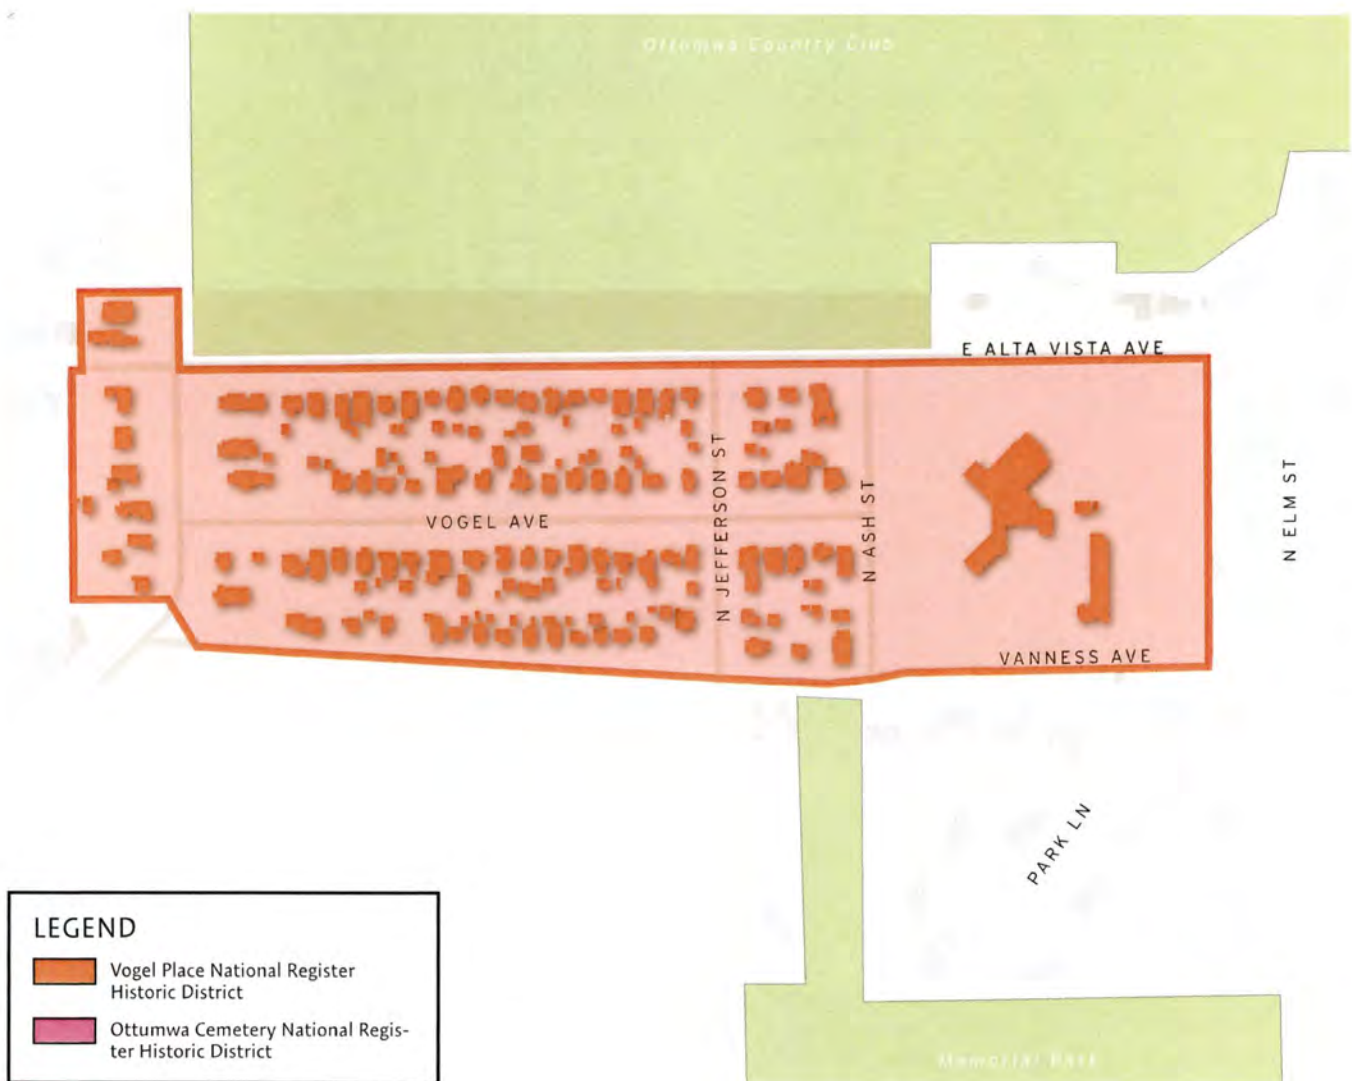 Ottumwa Country Club
E ALTA VISTA AVE
N JEFFERSON ST
N ASH ST
N ELM ST
VOGEL AVE
VANNESS AVE
PARK LN
LEGEND
Vogel Place National Register
Historic District
Ottumwa Cemetery National Regis-
ter Historic District
Memorial Park